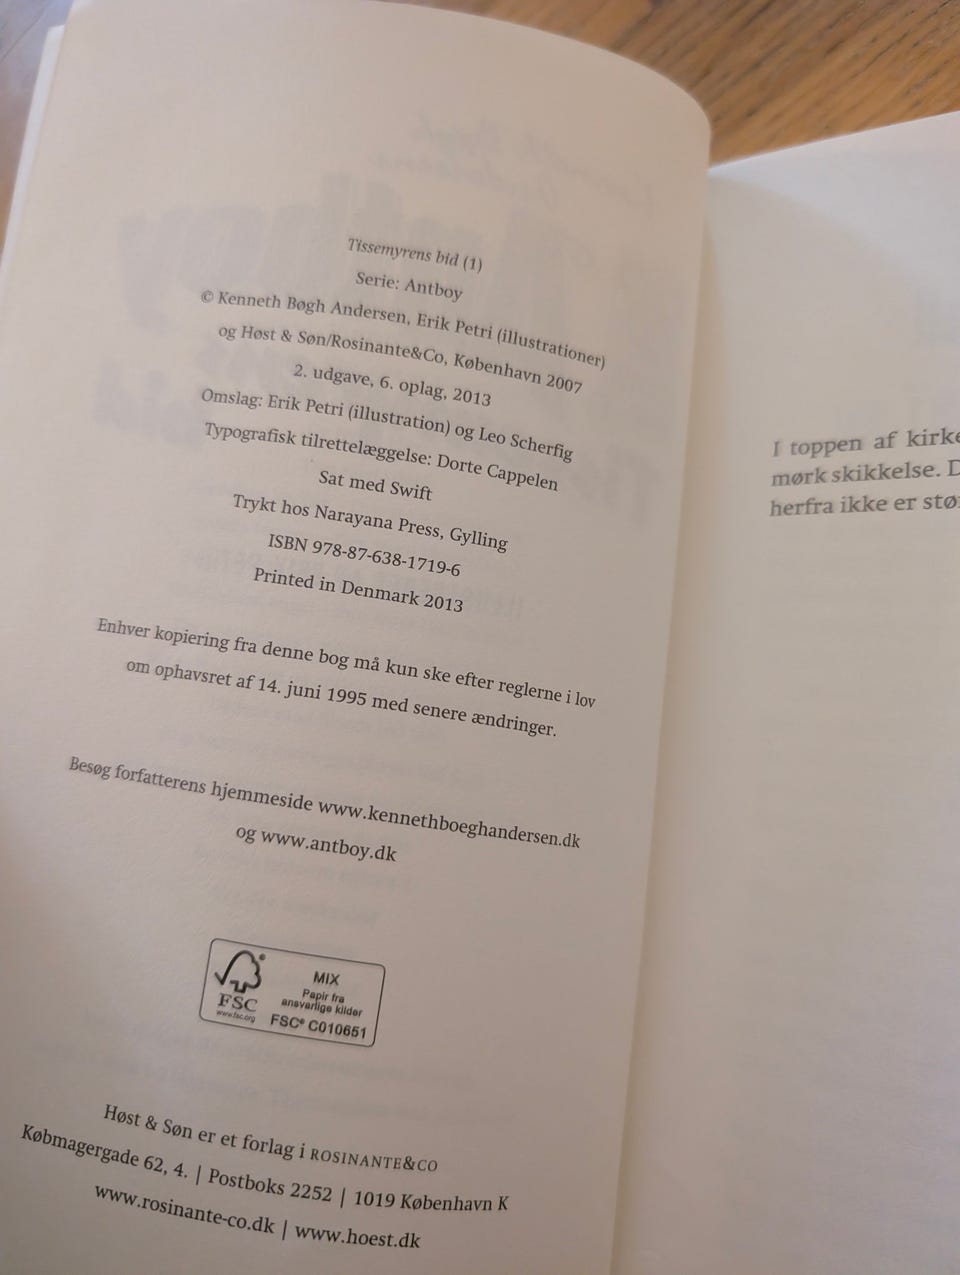 Tissemyrens bid (1)
Serie: Antboy
© Kenneth Bøgh Andersen, Erik Petri (illustrationer)
og Høst & Søn/Rosinante&Co, København 2007
2. udgave, 6. oplag, 2013
Omslag: Erik Petri (illustration) og Leo Scherfig
Typografisk tilrettelæggelse: Dorte Cappelen
Sat med Swift
Trykt hos Narayana Press, Gylling
ISBN 978-87-638-1719-6
Printed in Denmark 2013
Enhver kopiering fra denne bog må kun ske efter reglerne i lov
om ophavsret af 14. juni 1995 med senere ændringer.
Besøg forfatterens hjemmeside www.kennethboeghandersen.dk
og www.antboy.dk
FSC
www.fsc.org
MIX
Papir fra
ansvarlige kilder
FSC® C010651
Høst & Søn er et forlag i ROSINANTE&CO
Købmagergade 62, 4. | Postboks 2252 | 1019 København K
www.rosinante-co.dk | www.hoest.dk
I toppen af
mørk skikkelse.
herfra ikke er